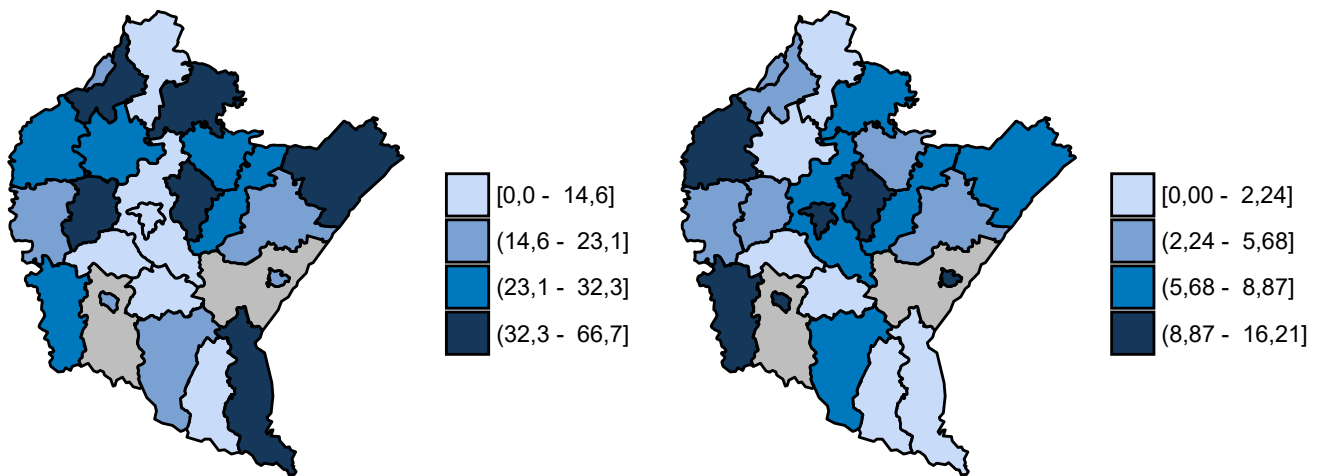 [0,0 - 14,6]
(14,6 - 23,1]
(23,1 - 32,3]
(32,3 - 66,7]
[0,00 - 2,24]
(2,24 - 5,68]
(5,68 - 8,87]
(8,87 - 16,21]